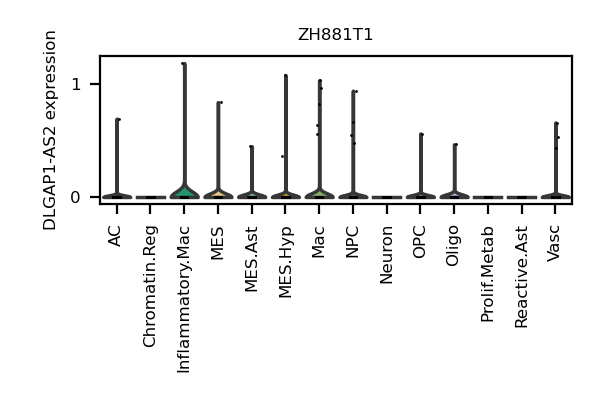 ZH881T1
DLGAP1-AS2 expression
1
0
AC
Chromatin.Reg
Inflammatory.Mac
MES
MES.Ast
MES.Hyp
Mac
NPC
Neuron
OPC
Oligo
Prolif.Metab
Reactive.Ast
Vasc